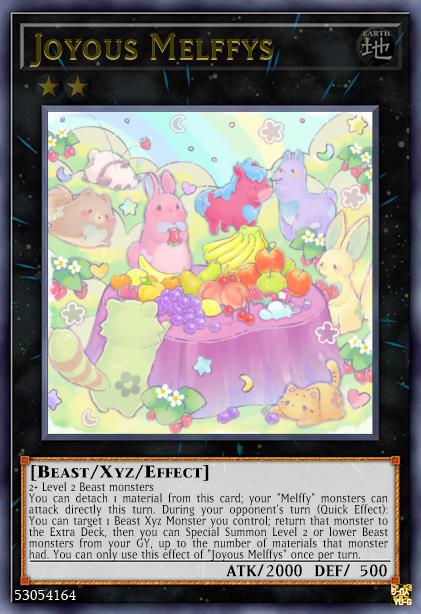 Joyous Melffys
EARTH
地
[Beast/Xyz/Effect]
2+ Level 2 Beast monsters
You can detach 1 material from this card; your "Melffy" monsters can
attack directly this turn. During your opponent's turn (Quick Effect):
You can target 1 Beast Xyz Monster you control; return that monster to
the Extra Deck, then you can Special Summon Level 2 or lower Beast
monsters from your GY, up to the number of materials that monster
had. You can only use this effect of "Joyous Melffys" once per turn.
ATK/2000 DEF/ 500
53054164